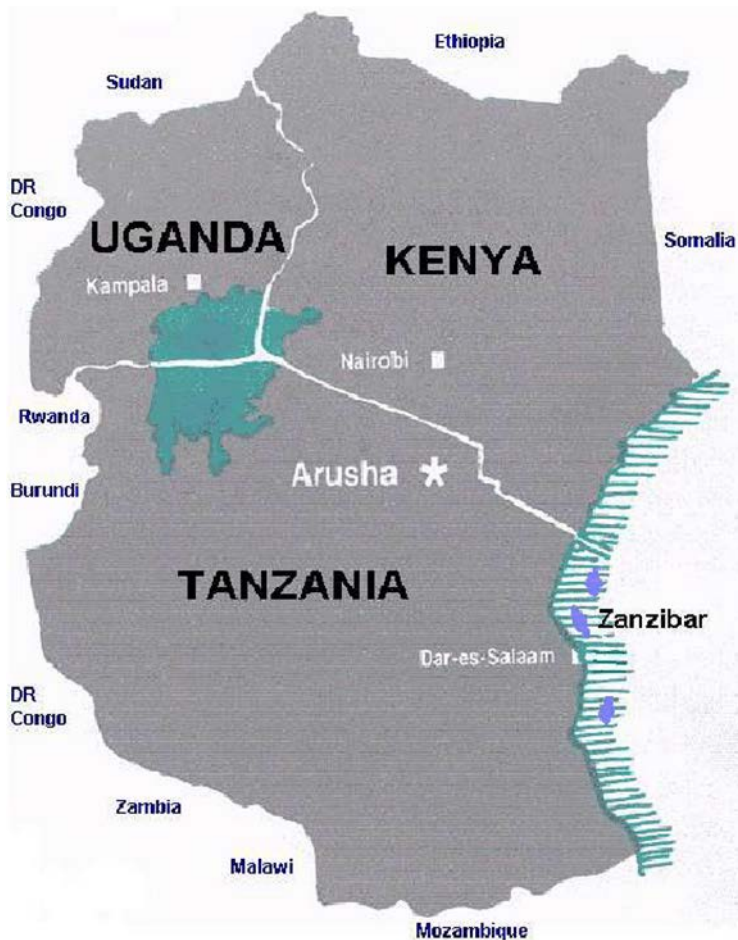 Ethiopia
Sudan
DR
Congo
UGANDA
KENYA
Somalia
Kampala
Nairobi
Rwanda
Arusha
Burundi
TANZANIA
Zanzibar
Dar-es-Salaam
DR
Congo
Zambia
Malawi
Mozambique